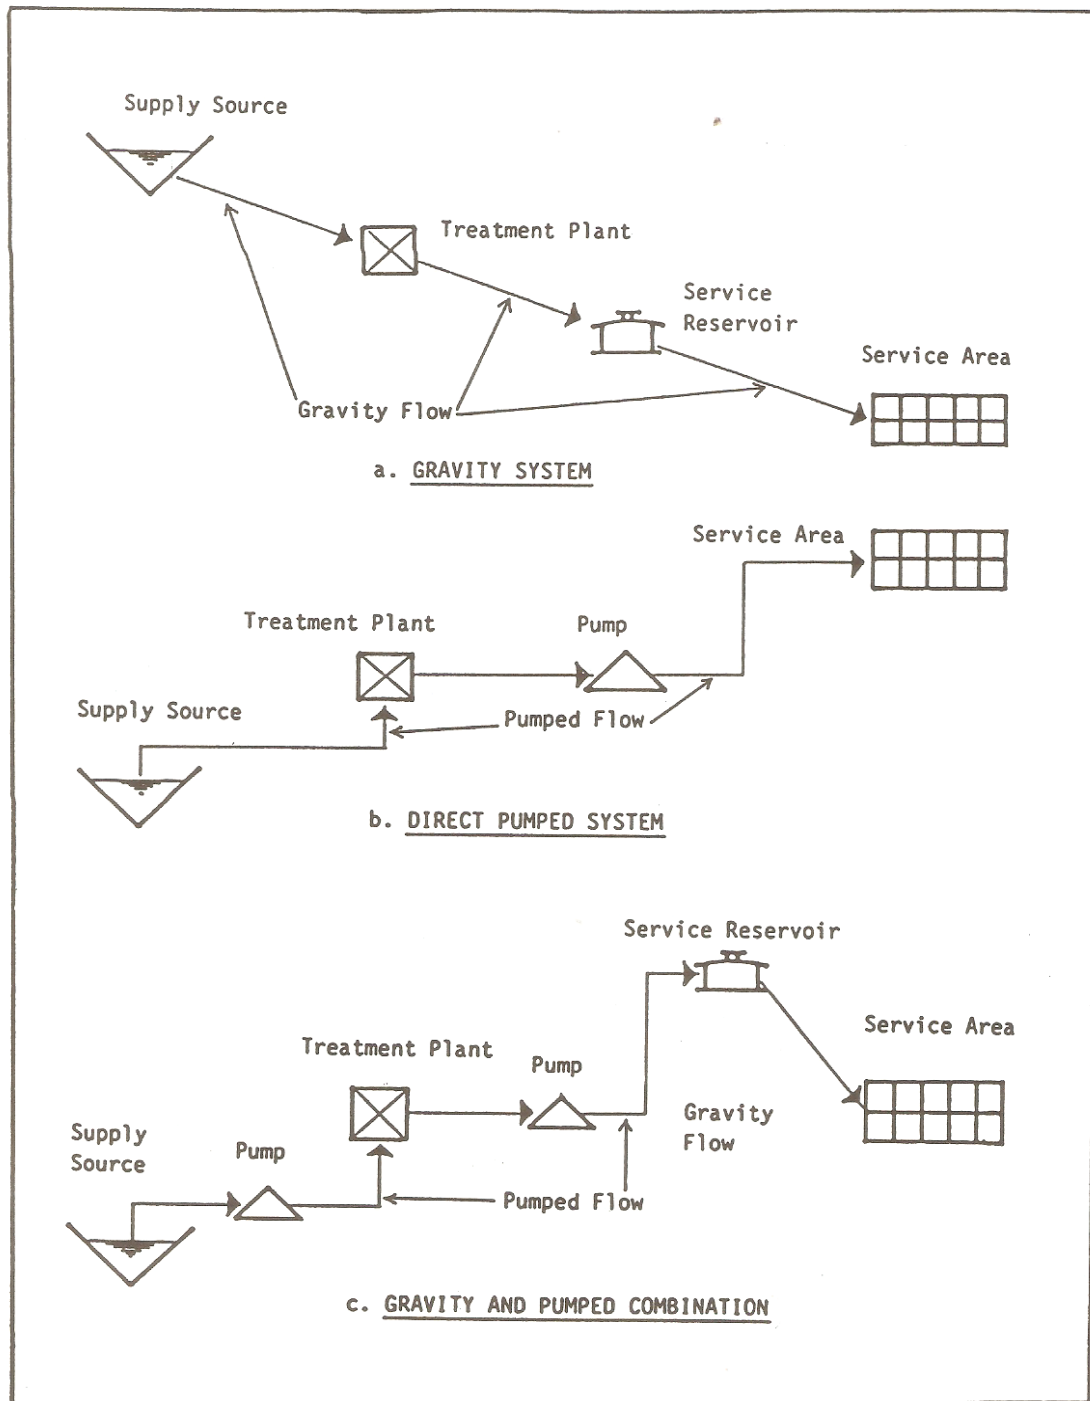 Supply Source
Treatment Plant
Service
Reservoir
Service Area
Gravity Flow
a. GRAVITY SYSTEM
Service Area
Treatment Plant
Pump
Supply Source
Pumped Flow
b. DIRECT PUMPED SYSTEM
Service Reservoir
Service Area
Treatment Plant
Pump
Gravity
Flow
Supply
Source
Pump
Pumped Flow
c. GRAVITY AND PUMPED COMBINATION